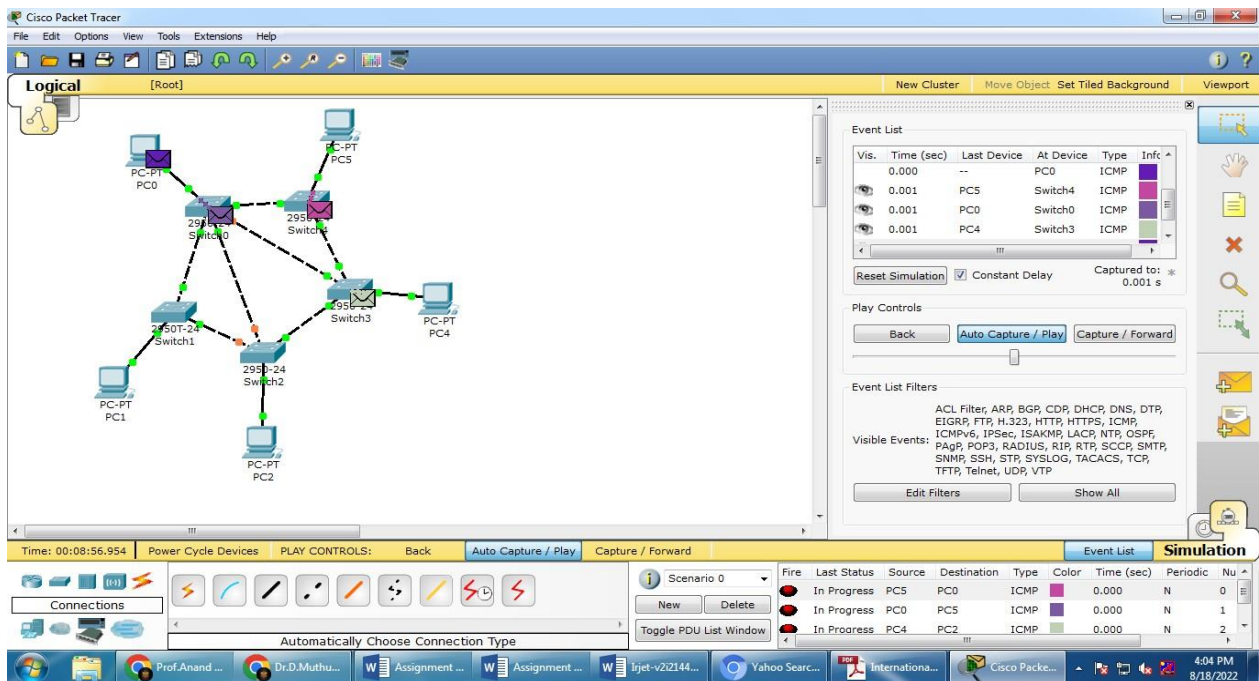 Cisco Packet Tracer
File Edit Options View Tools Extensions Help
Logical [Root] New Cluster Move Object Set Tiled Background Viewport
PC-PT
PC5
PC-PT
PC0
Switch0
Switch4
Switch3
PC-PT
PC4
2950T-24
Switch1
2950-24
Switch2
PC-PT
PC1
PC-PT
PC2
Event List
Vis. Time (sec) Last Device At Device Type Info
0.000 -- PC0 ICMP
0.001 PC5 Switch4 ICMP
0.001 PC0 Switch0 ICMP
0.001 PC4 Switch3 ICMP
Reset Simulation Constant Delay Captured to: *
0.001 s
Play Controls
Back Auto Capture / Play Capture / Forward
Event List Filters
Visible Events: ACL Filter, ARP, BGP, CDP, DHCP, DNS, DTP,
EIGRP, FTP, H.323, HTTP, HTTPS, ICMP,
ICMPv6, IPSec, ISAKMP, LACP, NTP, OSPF,
PAgP, POP3, RADIUS, RIP, RTP, SCCP, SMTP,
SNMP, SSH, STP, SYSLOG, TACACS, TCP,
TFTP, Telnet, UDP, VTP
Edit Filters Show All
Time: 00:08:56.954 Power Cycle Devices PLAY CONTROLS: Back Auto Capture / Play Capture / Forward Event List Simulation
Connections
Automatically Choose Connection Type
Scenario 0
New Delete
Toggle PDU List Window
Fire Last Status Source Destination Type Color Time (sec) Periodic Nu
In Progress PC5 PC0 ICMP 0.000 N 0
In Progress PC0 PC5 ICMP 0.000 N 1
In Progress PC4 PC2 ICMP 0.000 N 2
Prof.Anand ... Dr.D.Muthu... Assignment ... Assignment ... Irjet-v2i2144... Yahoo Searc... Internationa... Cisco Packe... 4:04 PM
8/18/2022